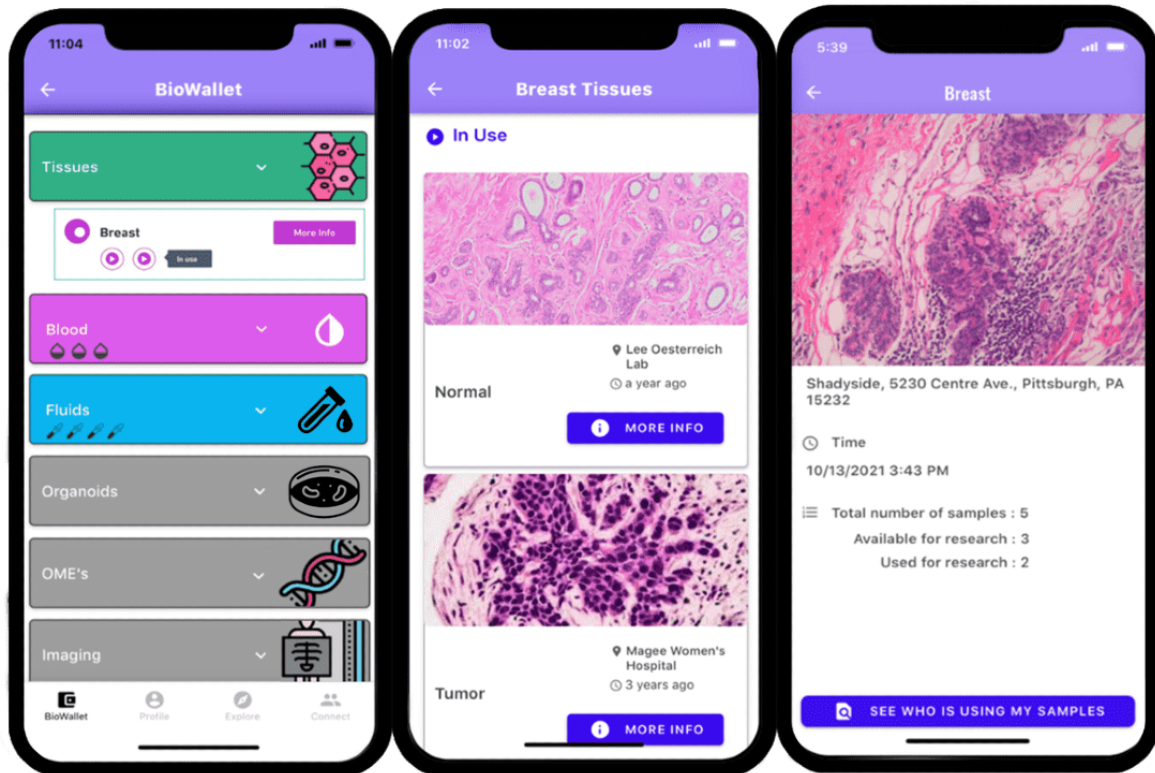 11:04
BioWallet
Tissues
Breast
More Info
In use
Blood
Fluids
Organoids
OME's
Imaging
BioWallet
Profile
Explore
Connect
11:02
Breast Tissues
In Use
Lee Oesterreich
Lab
a year ago
Normal
MORE INFO
Magee Women's
Hospital
3 years ago
Tumor
MORE INFO
5:39
Breast
Shadyside, 5230 Centre Ave., Pittsburgh, PA
15232
Time
10/13/2021 3:43 PM
Total number of samples : 5
Available for research : 3
Used for research : 2
SEE WHO IS USING MY SAMPLES